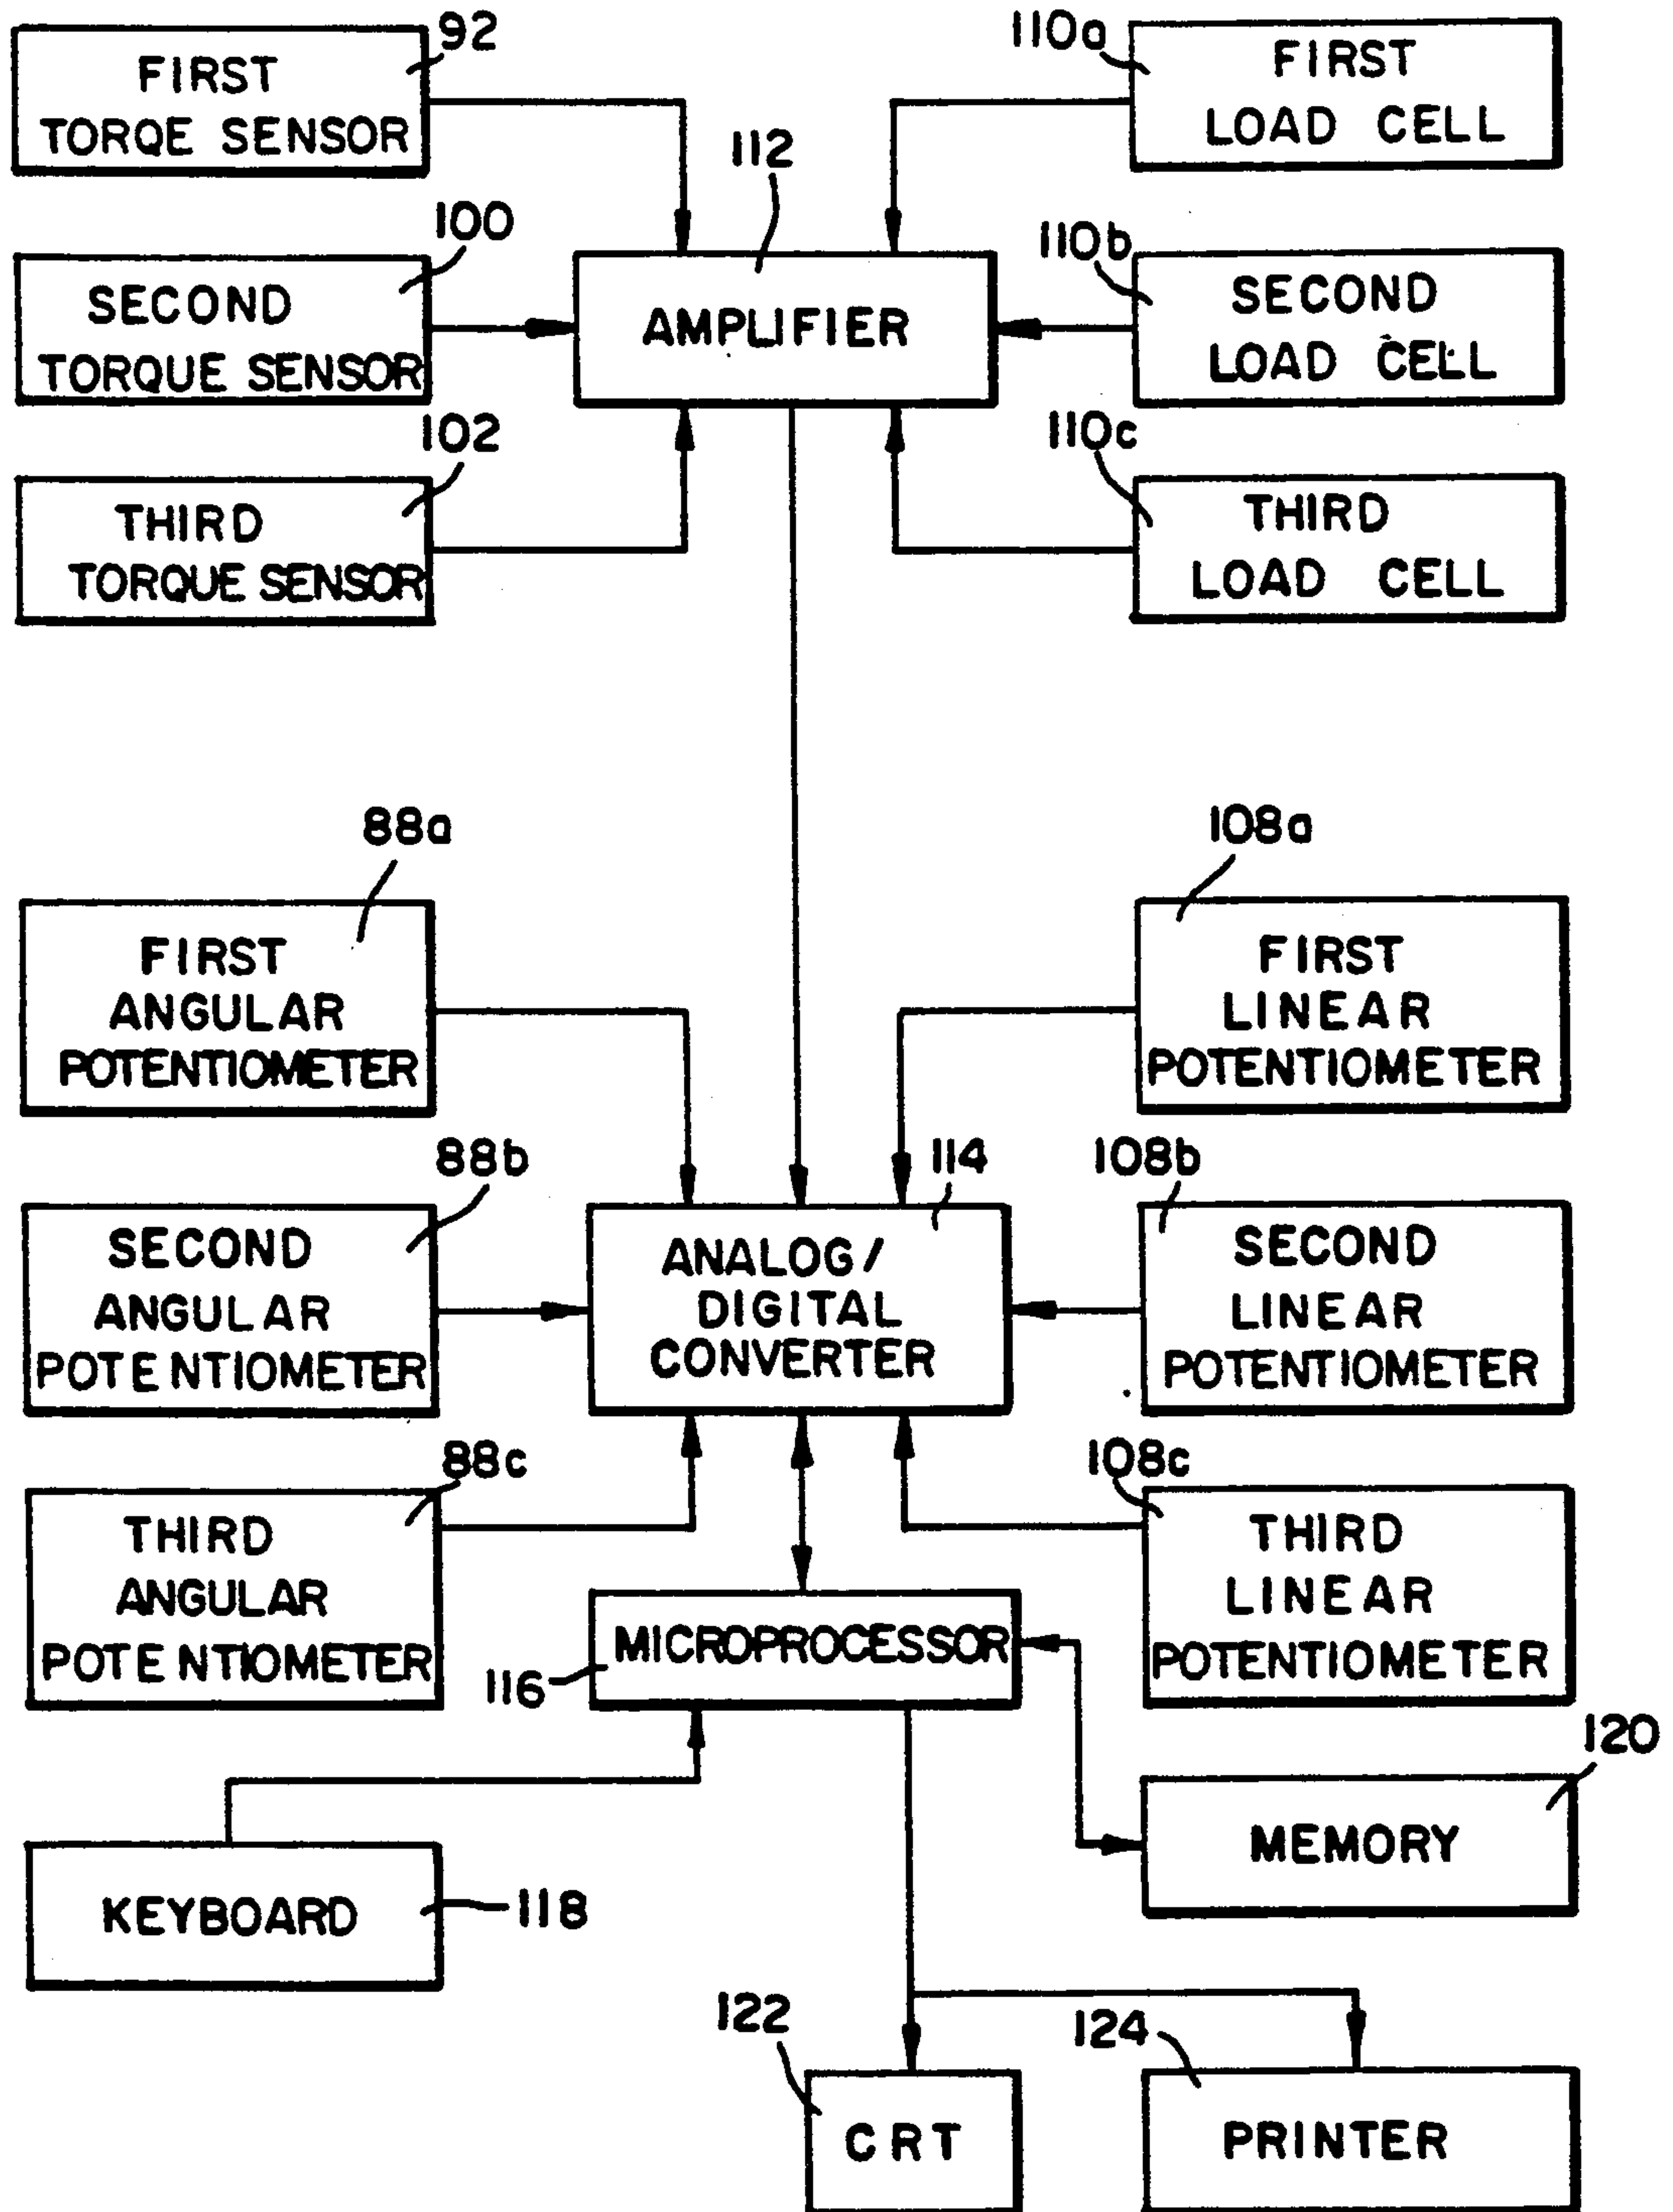 92
FIRST
TORQE SENSOR
110a
FIRST
LOAD CELL
112
AMPLIFIER
100
SECOND
TORQUE SENSOR
110b
SECOND
LOAD CELL
102
THIRD
TORQUE SENSOR
110c
THIRD
LOAD CELL
88a
FIRST
ANGULAR
POTENTIOMETER
108a
FIRST
LINEAR
POTENTIOMETER
88b
SECOND
ANGULAR
POTENTIOMETER
114
ANALOG/
DIGITAL
CONVERTER
108b
SECOND
LINEAR
POTENTIOMETER
88c
THIRD
ANGULAR
POTENTIOMETER
108c
THIRD
LINEAR
POTENTIOMETER
MICROPROCESSOR
116
120
MEMORY
KEYBOARD
118
122
CRT
124
PRINTER